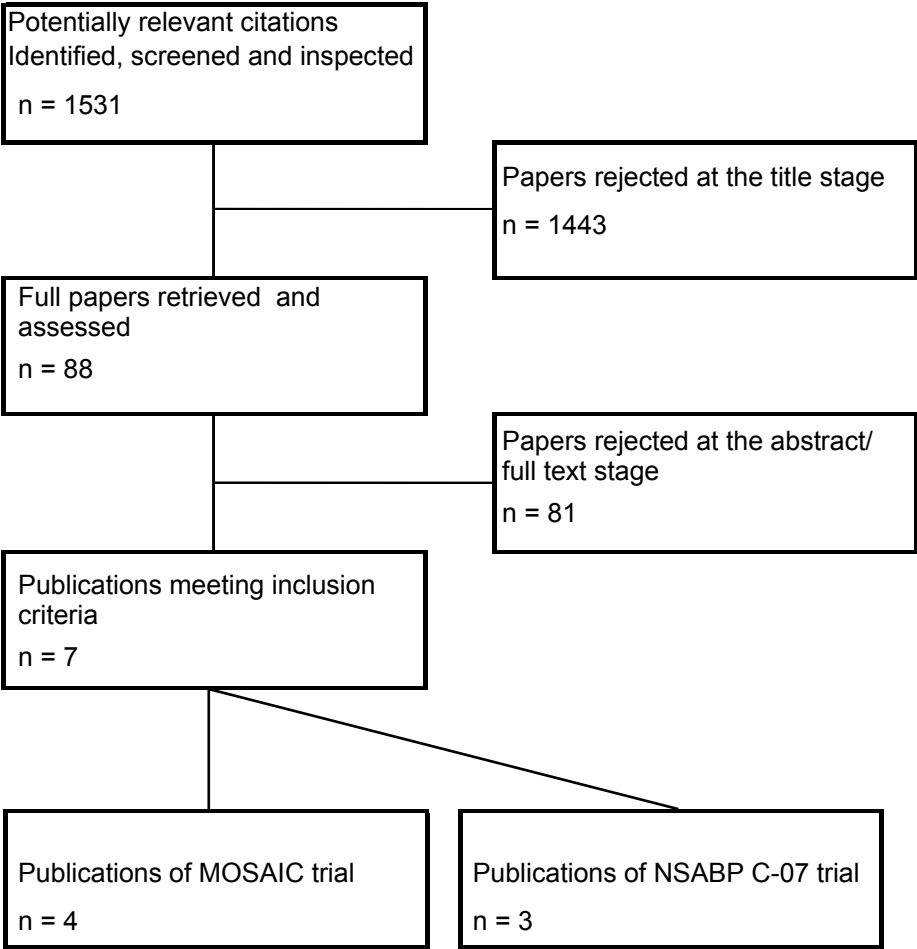 Potentially relevant citations
Identified, screened and inspected
n = 1531
Papers rejected at the title stage
n = 1443
Full papers retrieved and
assessed
n = 88
Papers rejected at the abstract/
full text stage
n = 81
Publications meeting inclusion
criteria
n = 7
Publications of MOSAIC trial
n = 4
Publications of NSABP C-07 trial
n = 3